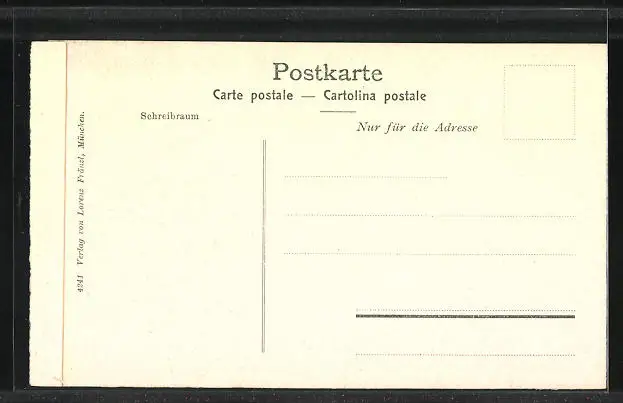 Postkarte
Carte postale — Cartolina postale
Schreibraum
Nur für die Adresse
4241 Verlag von Lorenz Fränzl, München.